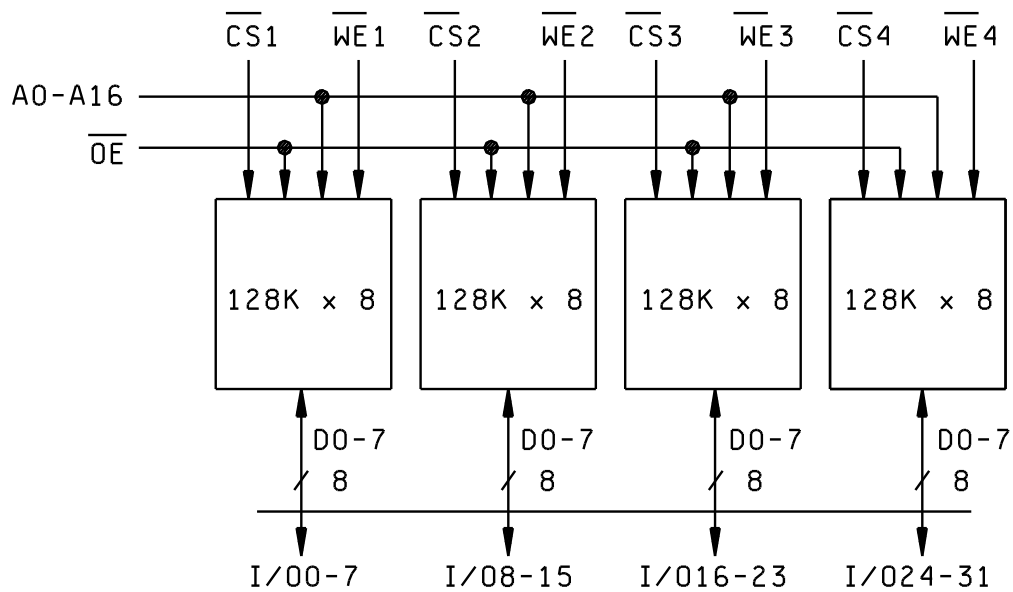 CS1 WE1 CS2 WE2 CS3 WE3 CS4 WE4
A0-A16
OE
128K x 8 128K x 8 128K x 8 128K x 8
D0-7 D0-7 D0-7 D0-7
8 8 8 8
I/O0-7 I/O8-15 I/O16-23 I/O24-31